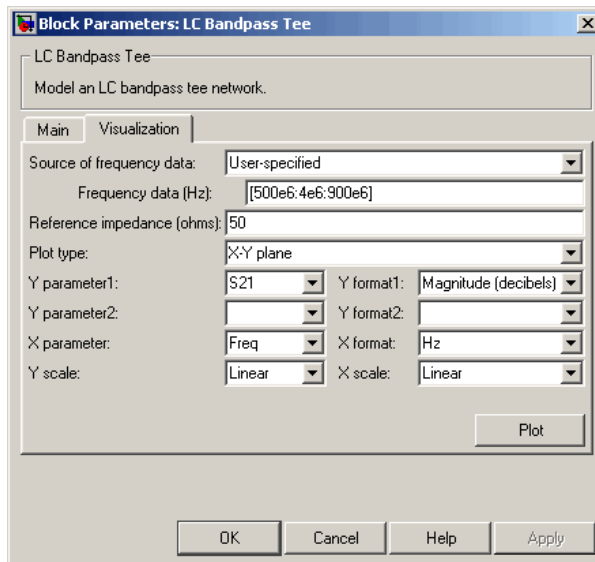 Block Parameters: LC Bandpass Tee
LC Bandpass Tee
Model an LC bandpass tee network.
Main Visualization
Source of frequency data: User-specified
Frequency data (Hz): [500e6:4e6:900e6]
Reference impedance (ohms): 50
Plot type: X-Y plane
Y parameter1: S21 Y format1: Magnitude (decibels)
Y parameter2: Y format2:
X parameter: Freq X format: Hz
Y scale: Linear X scale: Linear
Plot
OK Cancel Help Apply